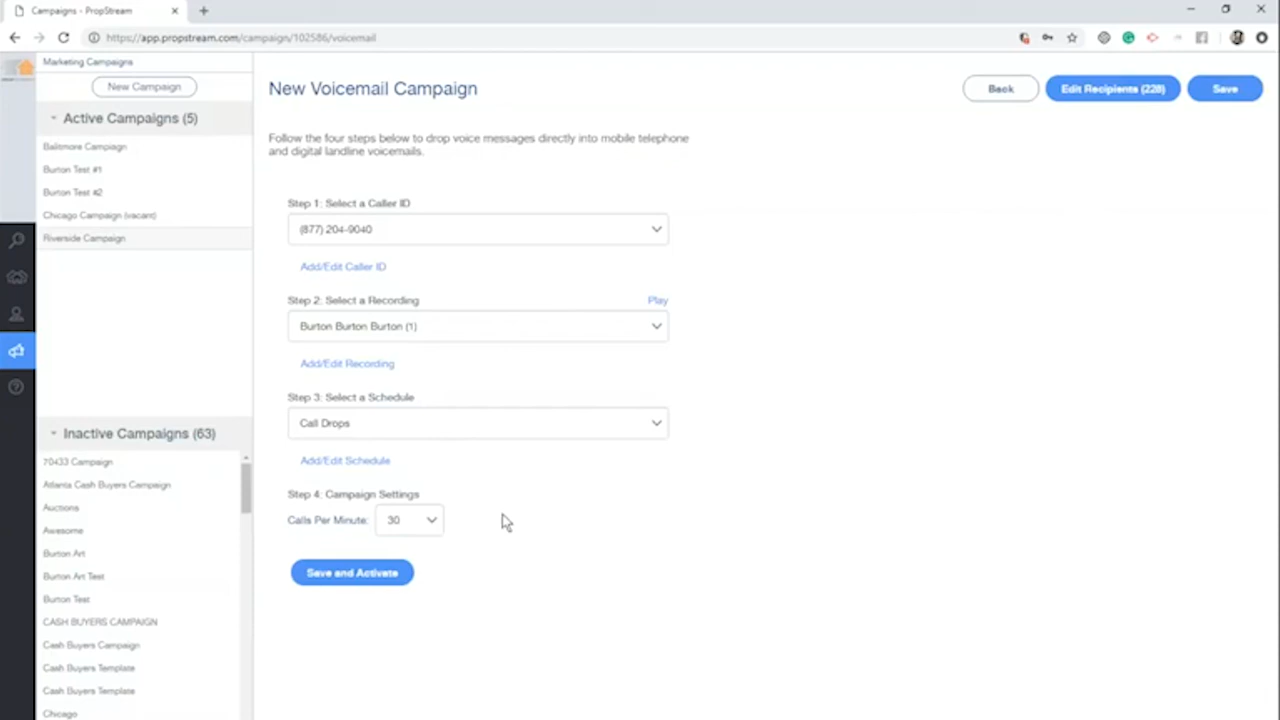 Campaigns - PropStream
https://app.propstream.com/campaign/102586/voicemail
Marketing Campaigns
New Campaign
Active Campaigns (5)
Baltimore Campaign
Burton Test #1
Burton Test #2
Chicago Campaign (vacant)
Riverside Campaign
Inactive Campaigns (63)
70433 Campaign
Atlanta Cash Buyers Campaign
Auctions
Awesome
Burton Art
Burton Art Test
Burton Test
CASH BUYERS CAMPAIGN
Cash Buyers Campaign
Cash Buyers Template
Cash Buyers Template
Chicago
New Voicemail Campaign
Back
Edit Recipients (228)
Save
Follow the four steps below to drop voice messages directly into mobile telephone
and digital landline voicemails.
Step 1: Select a Caller ID
(877) 204-9040
Add/Edit Caller ID
Step 2: Select a Recording
Play
Burton Burton Burton (1)
Add/Edit Recording
Step 3: Select a Schedule
Call Drops
Add/Edit Schedule
Step 4: Campaign Settings
Calls Per Minute: 30
Save and Activate